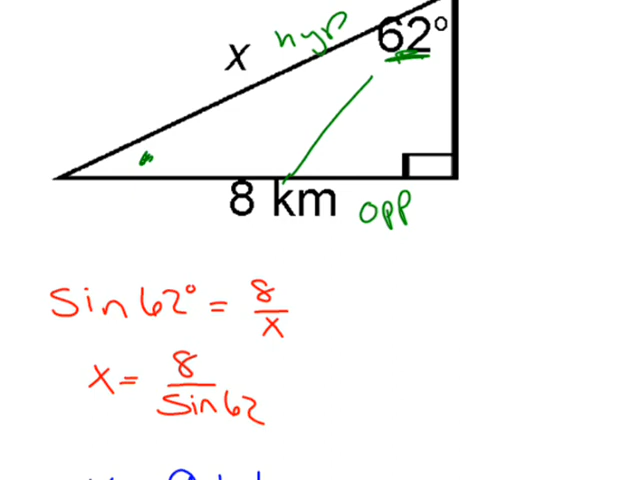 x hyp 62°
8 km opp
sin 62° = 8/x
x = 8/sin 62